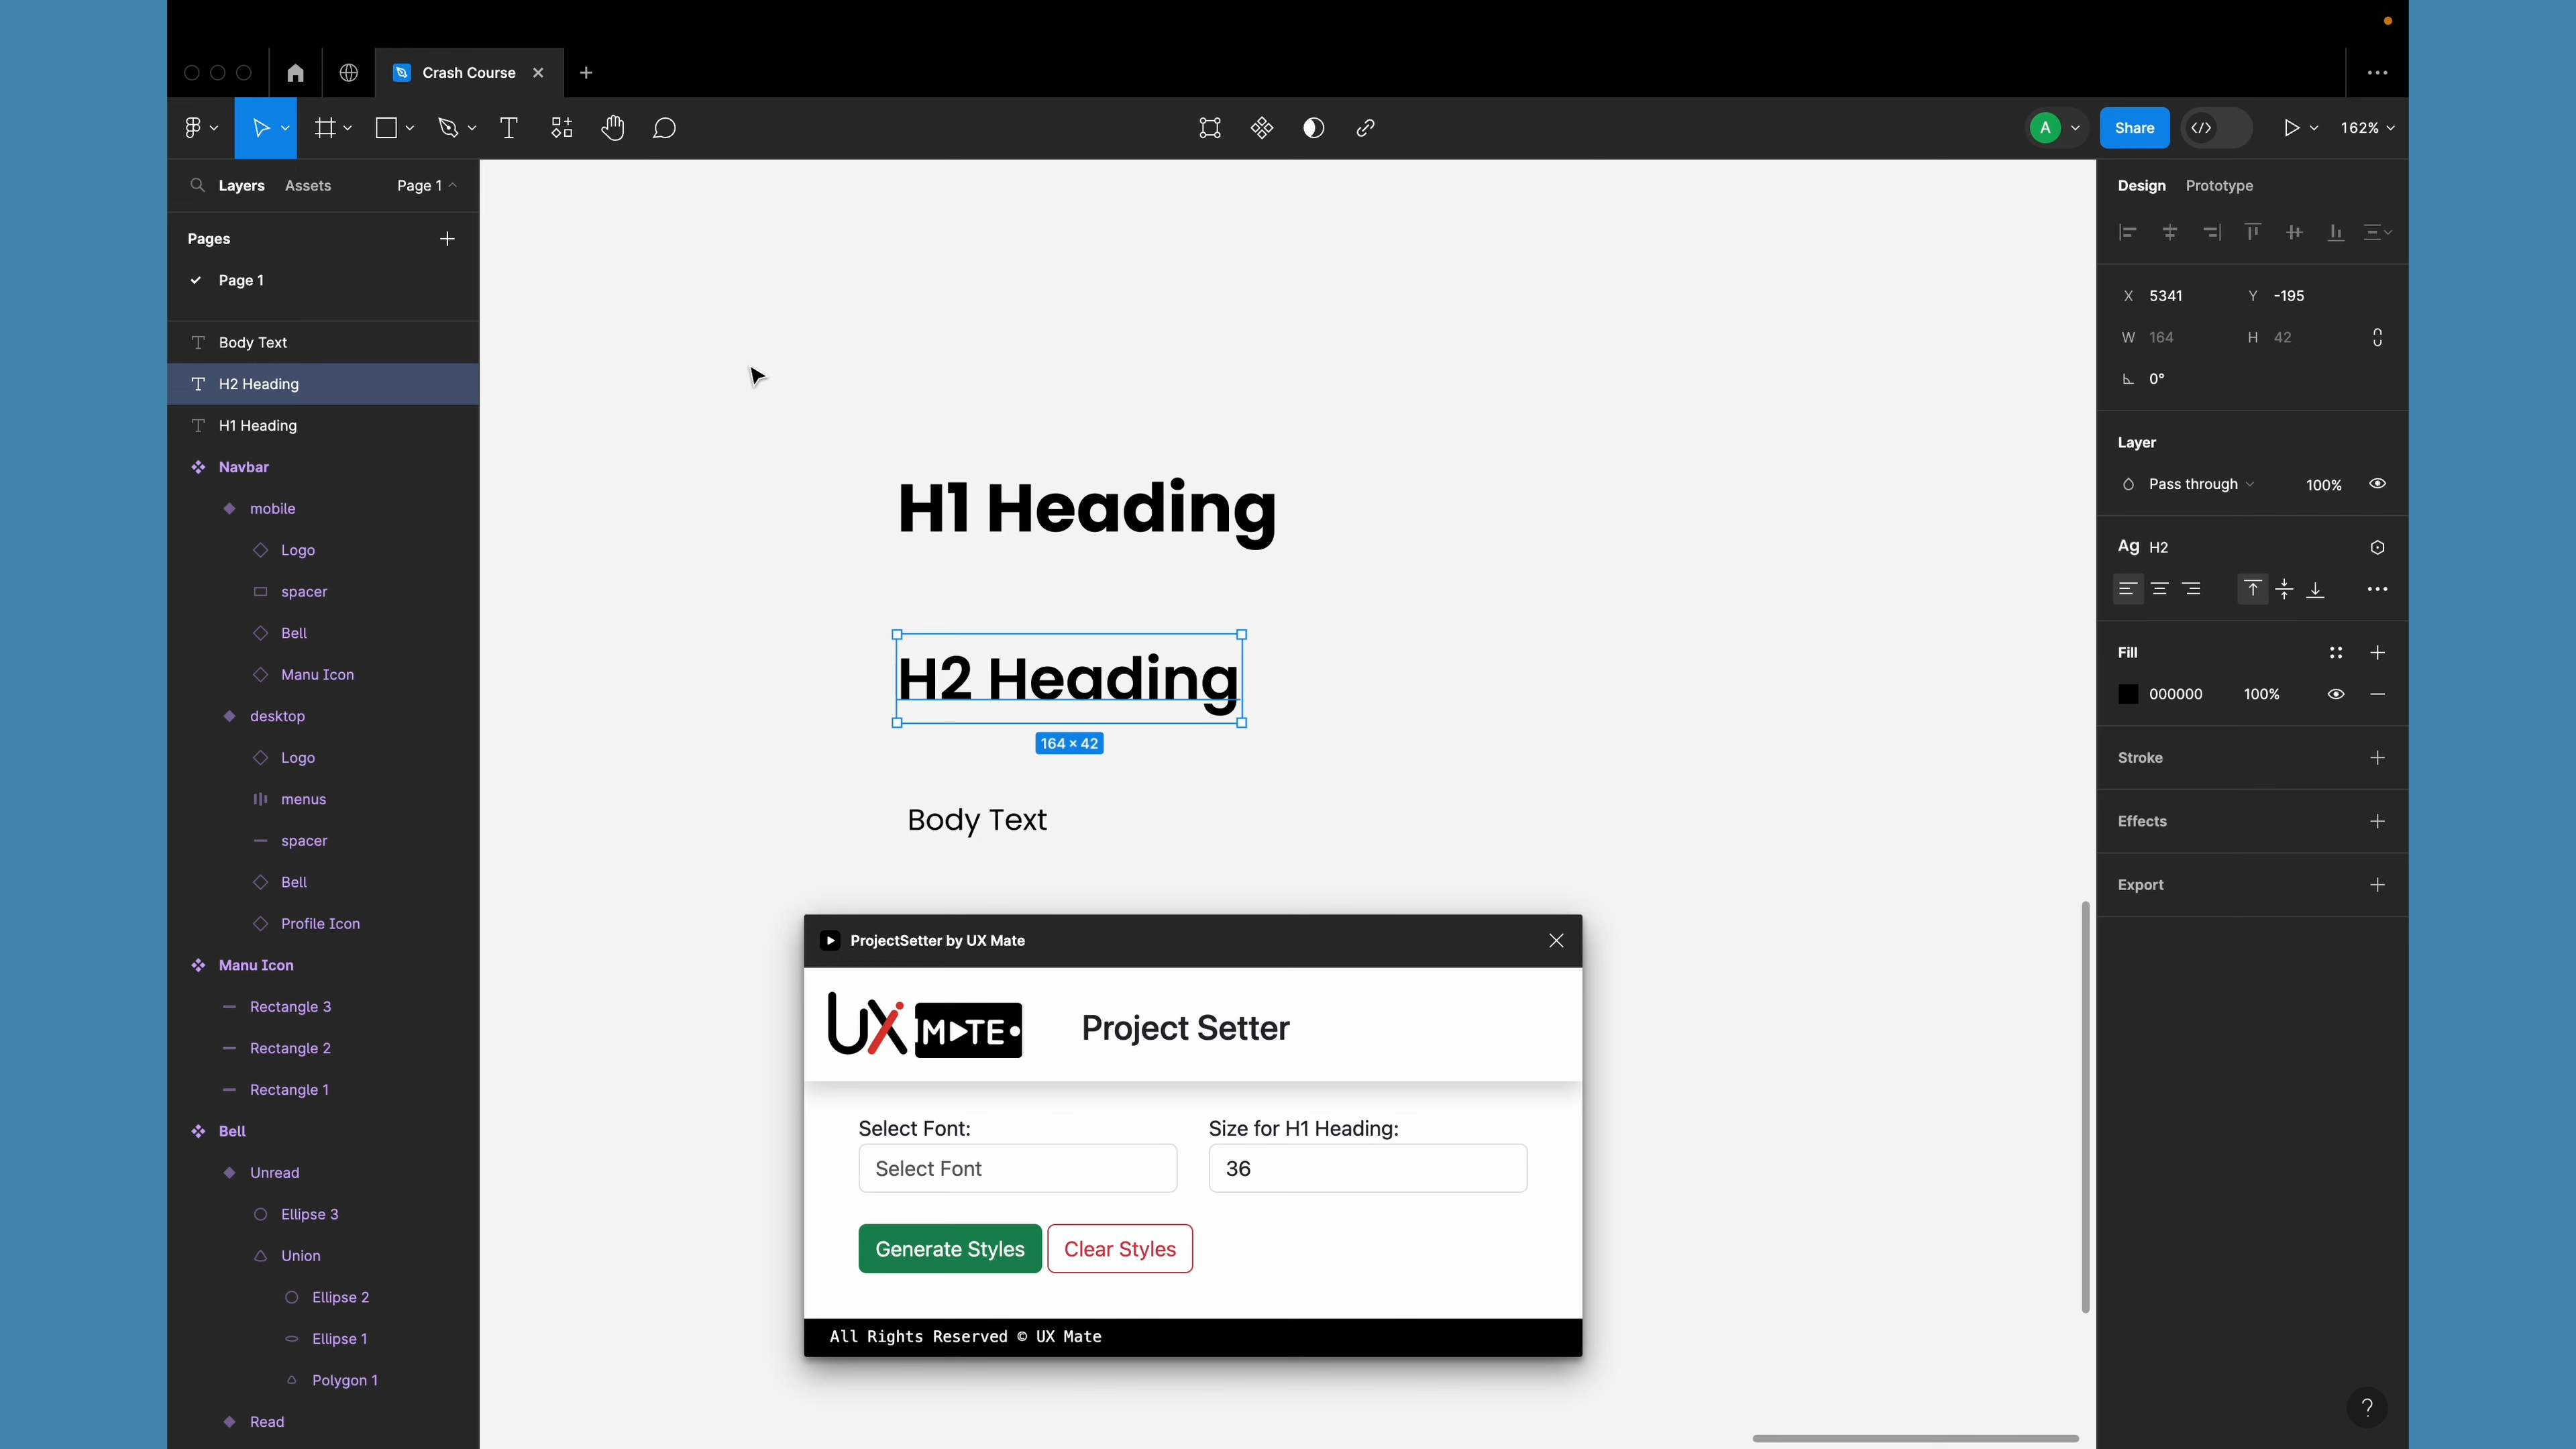 Crash Course
A
Share
162%
Layers
Assets
Page 1
Pages
Page 1
Body Text
H2 Heading
H1 Heading
Navbar
mobile
Logo
spacer
Bell
Manu Icon
desktop
Logo
menus
spacer
Bell
Profile Icon
Manu Icon
Rectangle 3
Rectangle 2
Rectangle 1
Bell
Unread
Ellipse 3
Union
Ellipse 2
Ellipse 1
Polygon 1
Read
H1 Heading
H2 Heading
164 × 42
Body Text
ProjectSetter by UX Mate
UX MATE
Project Setter
Select Font:
Size for H1 Heading:
Select Font
36
Generate Styles
Clear Styles
All Rights Reserved © UX Mate
Design
Prototype
X 5341
Y -195
W 164
H 42
0°
Layer
Pass through
100%
Ag H2
Fill
000000
100%
Stroke
Effects
Export
?